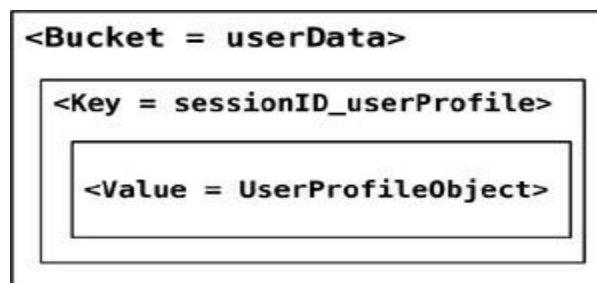 <Bucket = userData>
<Key = sessionID_userProfile>
<Value = UserProfileObject>